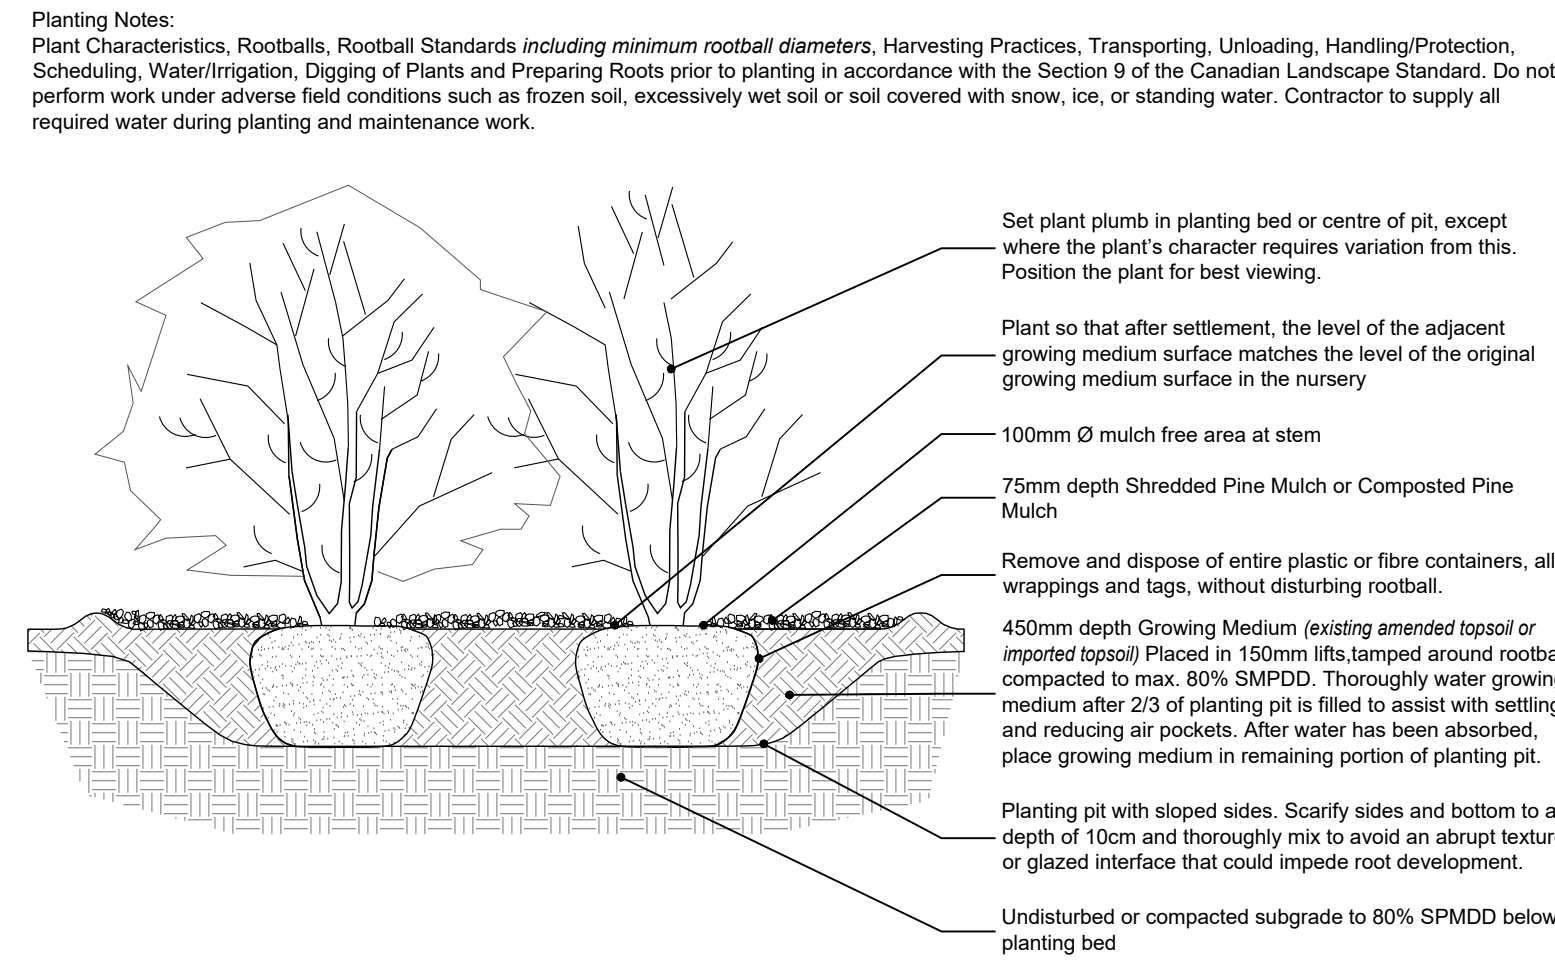 Planting Notes:
Plant Characteristics, Rootballs, Rootball Standards including minimum rootball diameters, Harvesting Practices, Transporting, Unloading, Handling/Protection,
Scheduling, Water/Irrigation, Digging of Plants and Preparing Roots prior to planting in accordance with the Section 9 of the Canadian Landscape Standard. Do not
perform work under adverse field conditions such as frozen soil, excessively wet soil or soil covered with snow, ice, or standing water. Contractor to supply all
required water during planting and maintenance work.
Set plant plumb in planting bed or centre of pit, except
where the plant's character requires variation from this.
Position the plant for best viewing.
Plant so that after settlement, the level of the adjacent
growing medium surface matches the level of the original
growing medium surface in the nursery
100mm Ø mulch free area at stem
75mm depth Shredded Pine Mulch or Composted Pine
Mulch
Remove and dispose of entire plastic or fibre containers, all
wrappings and tags, without disturbing rootball.
450mm depth Growing Medium (existing amended topsoil or
imported topsoil) Placed in 150mm lifts,tamped around
compacted to max. 80% SMPDD. Thoroughly water
medium after 2/3 of planting pit is filled to assist with
and reducing air pockets. After water has been absorbed,
place growing medium in remaining portion of planting pit.
Planting pit with sloped sides. Scarify sides and bottom to a
depth of 10cm and thoroughly mix to avoid an abrupt
or glazed interface that could impede root development.
Undisturbed or compacted subgrade to 80% SPMDD below
planting bed